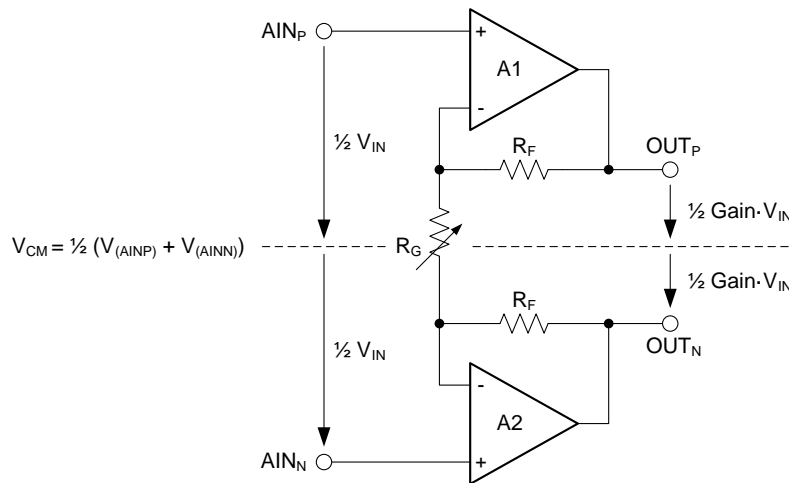 AINP
+
A1
-
½ VIN
RF
OUTP
½ Gain·VIN
VCM = ½ (V(AINP) + V(AINN))
RG
½ Gain·VIN
RF
½ VIN
OUTN
-
A2
AINN
+